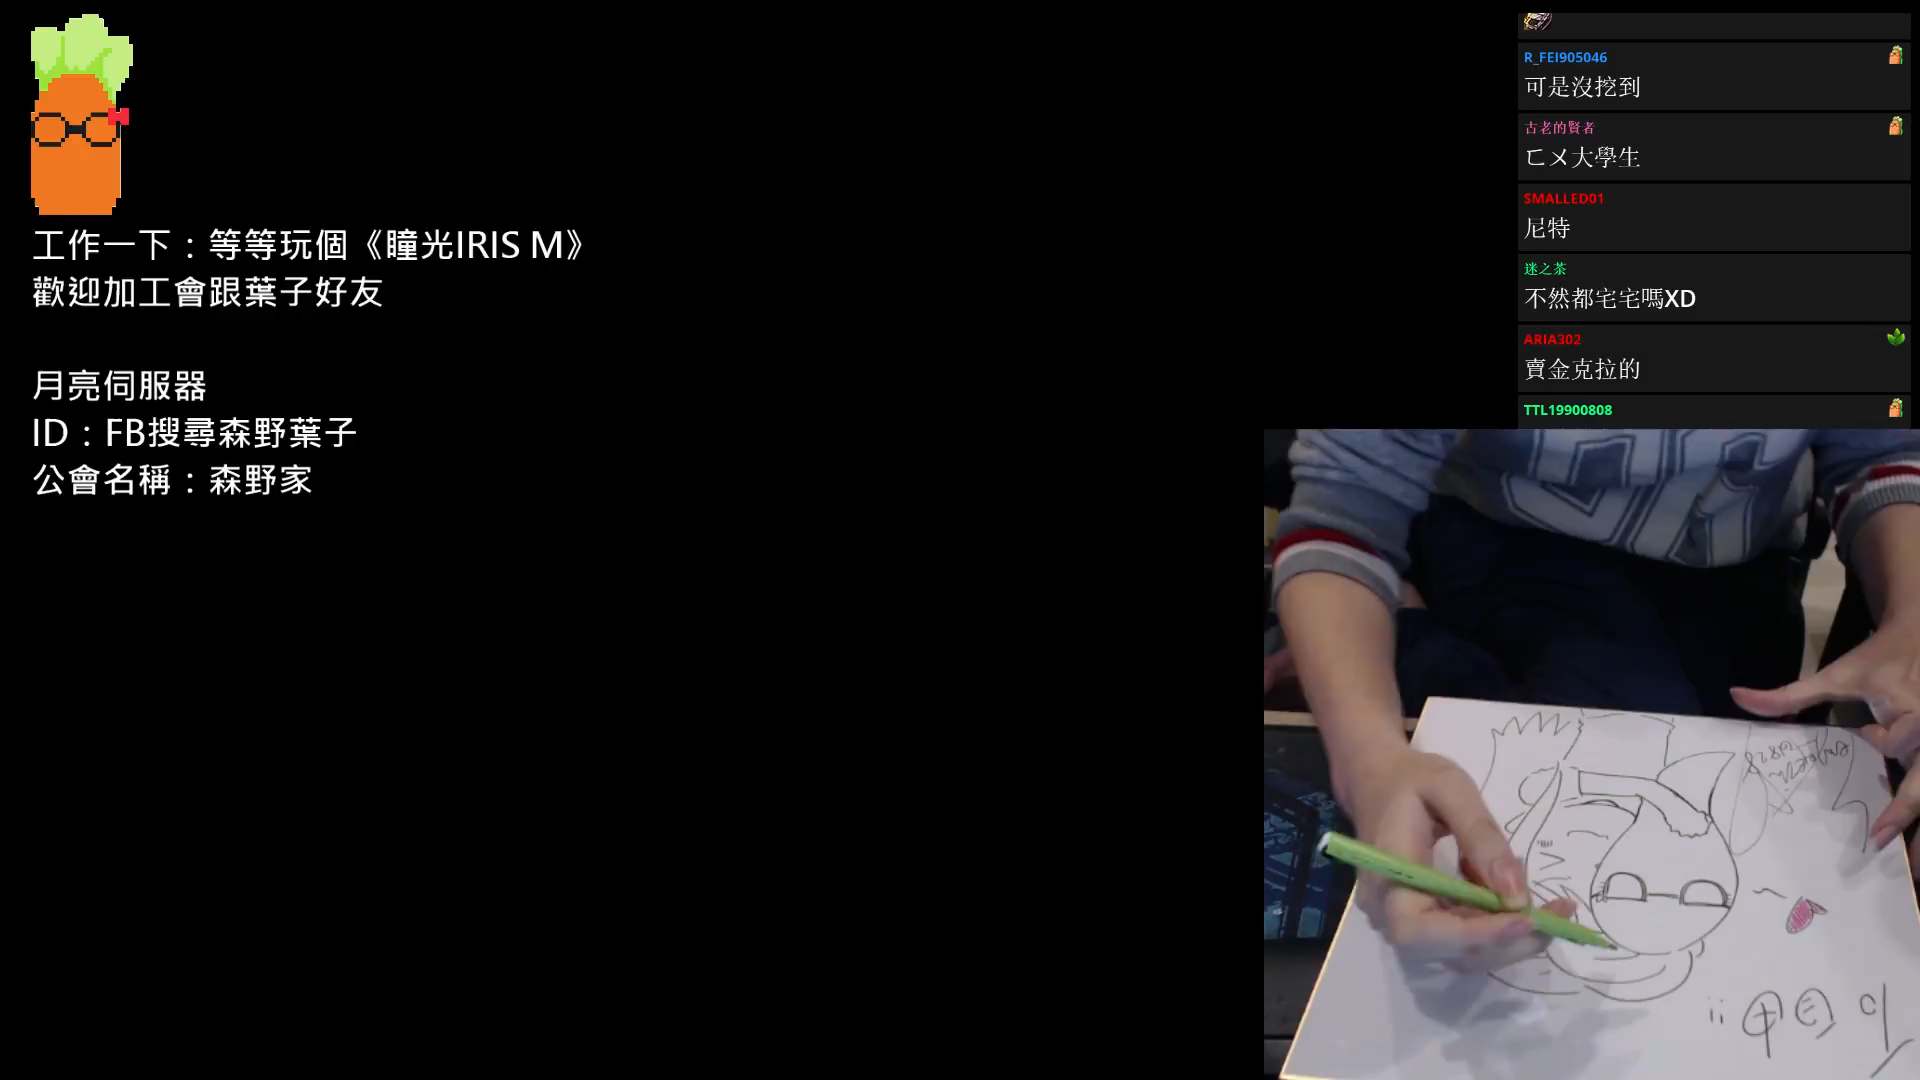 工作一下：等等玩個《瞳光IRIS M》
歡迎加工會跟葉子好友
月亮伺服器
ID：FB搜尋森野葉子
公會名稱：森野家
R_FEI905046
可是沒挖到
古老的賢者
ㄈㄨ大學生
SMALLED01
尼特
迷之茶
不然都宅宅嗎XD
ARIA302
賣金克拉的
TTL19900808